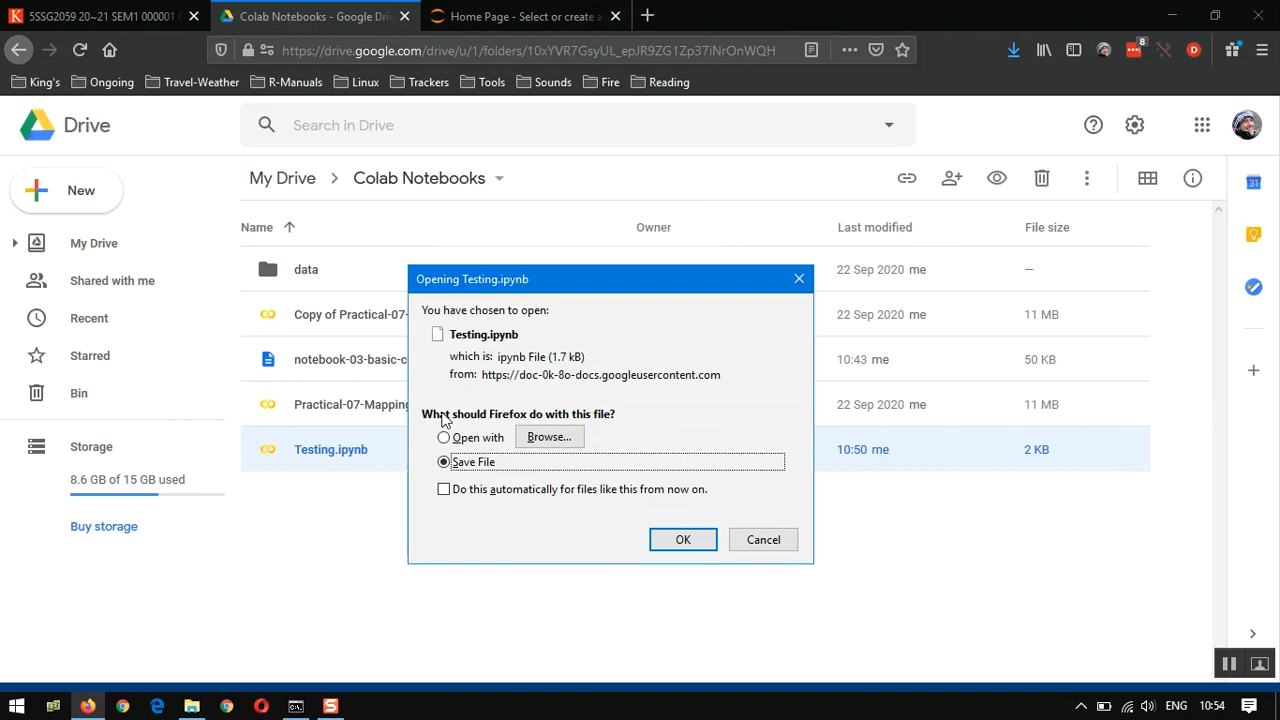 5SSG2059 20~21 SEM1 000001 C
Colab Notebooks - Google Driv
Home Page - Select or create a
https://drive.google.com/drive/u/1/folders/10xYVR7GsyUL_epJR9ZG1Zp37iNrOnWQH
8
D
King's
Ongoing
Travel-Weather
R-Manuals
Linux
Trackers
Tools
Sounds
Fire
Reading
Drive
Search in Drive
New
My Drive
Colab Notebooks
31
Name
Owner
Last modified
File size
My Drive
Shared with me
Recent
Starred
Bin
Storage
8.6 GB of 15 GB used
Buy storage
data
22 Sep 2020 me
—
Copy of Practical-07-
22 Sep 2020 me
11 MB
notebook-03-basic-c
10:43 me
50 KB
Practical-07-Mapping
22 Sep 2020 me
11 MB
Testing.ipynb
10:50 me
2 KB
Opening Testing.ipynb
You have chosen to open:
Testing.ipynb
which is: ipynb File (1.7 kB)
from: https://doc-0k-8o-docs.googleusercontent.com
What should Firefox do with this file?
Open with
Browse...
Save File
Do this automatically for files like this from now on.
OK
Cancel
ENG
10:54